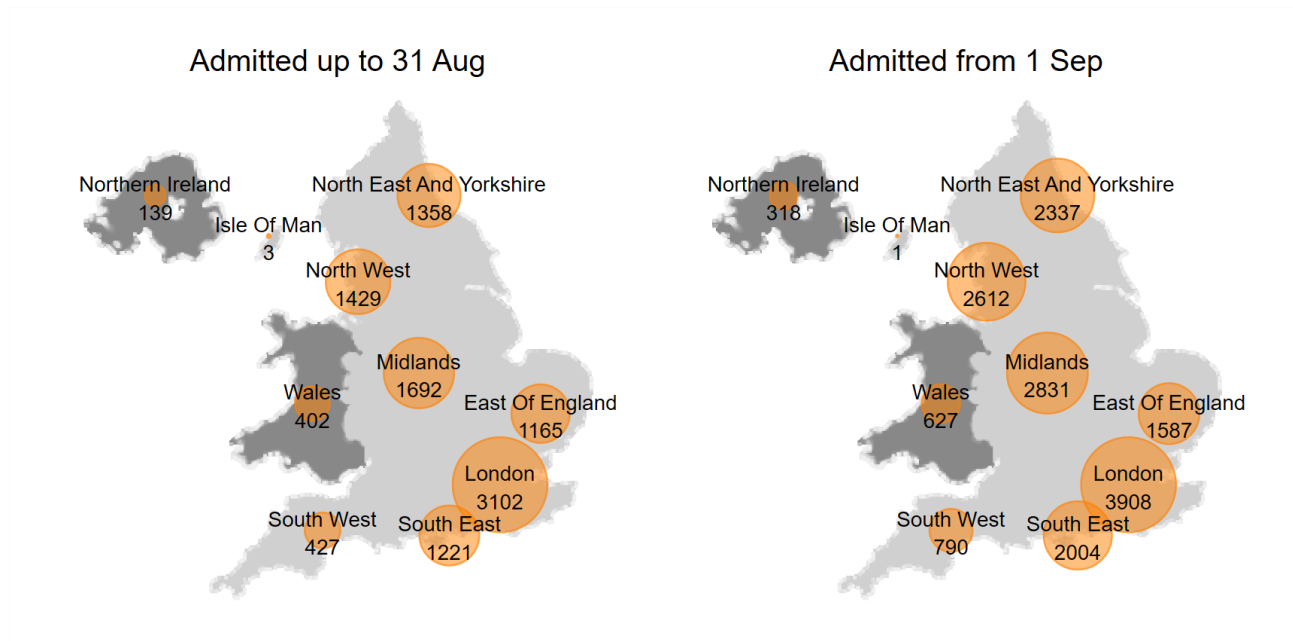 Admitted up to 31 Aug
Northern Ireland
139
North East And Yorkshire
1358
Isle Of Man
3
North West
1429
Midlands
1692
Wales
402
East Of England
1165
London
3102
South West
427
South East
1221
Admitted from 1 Sep
Northern Ireland
318
North East And Yorkshire
2337
Isle Of Man
1
North West
2612
Midlands
2831
Wales
627
East Of England
1587
London
3908
South West
790
South East
2004